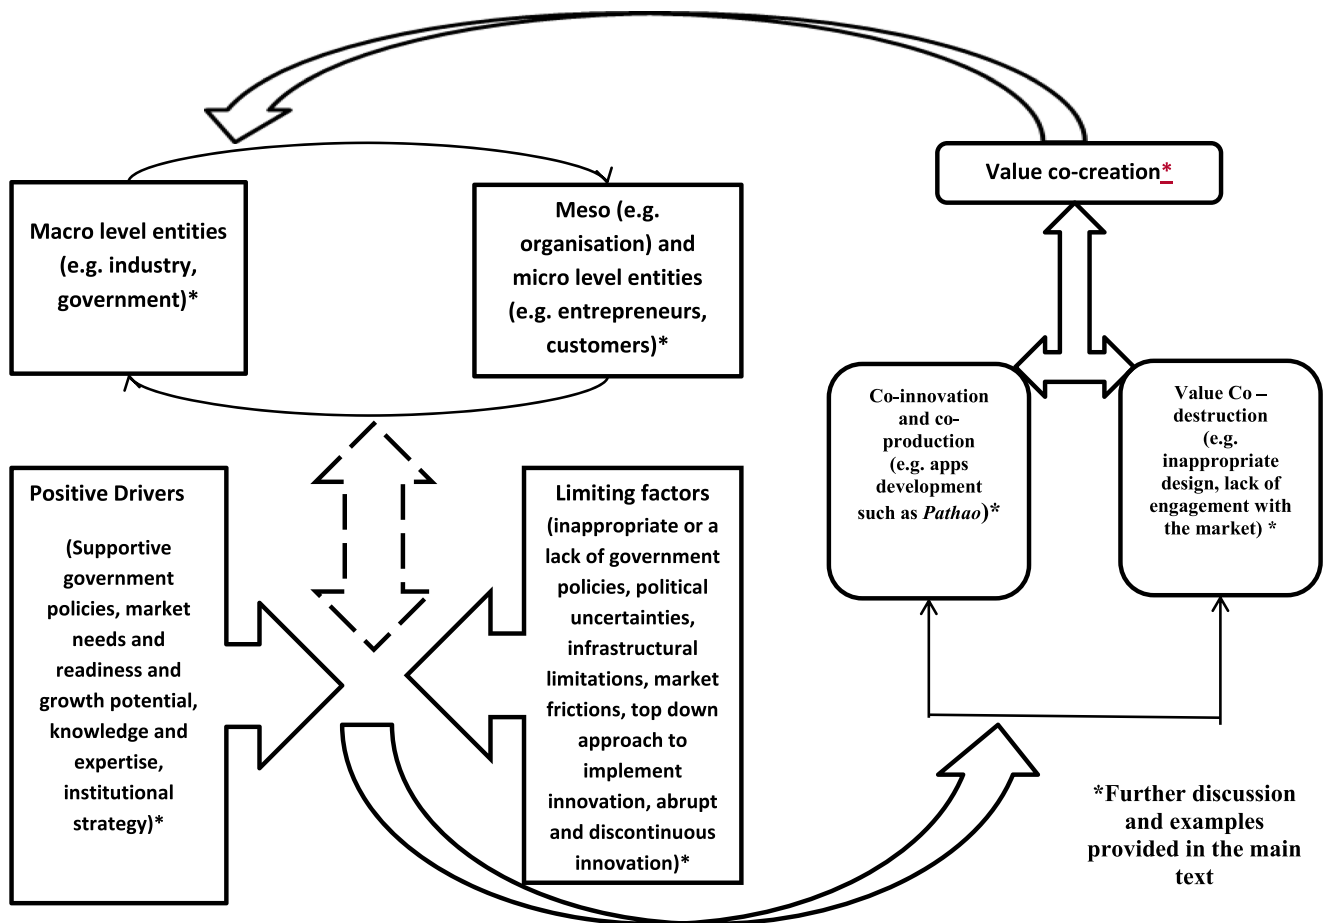 Value co-creation*
Macro level entities
(e.g. industry,
government)*
Meso (e.g.
organisation) and
micro level entities
(e.g. entrepreneurs,
customers)*
Co-innovation
and co-
production
(e.g. apps
development
such as Pathao)*
Value Co –
destruction
(e.g.
inappropriate
design, lack of
engagement with
the market) *
Positive Drivers
(Supportive
government
policies, market
needs and
readiness and
growth potential,
knowledge and
expertise,
institutional
strategy)*
Limiting factors
(inappropriate or a
lack of government
policies, political
uncertainties,
infrastructural
limitations, market
frictions, top down
approach to
implement
innovation, abrupt
and discontinuous
innovation)*
*Further discussion
and examples
provided in the main
text